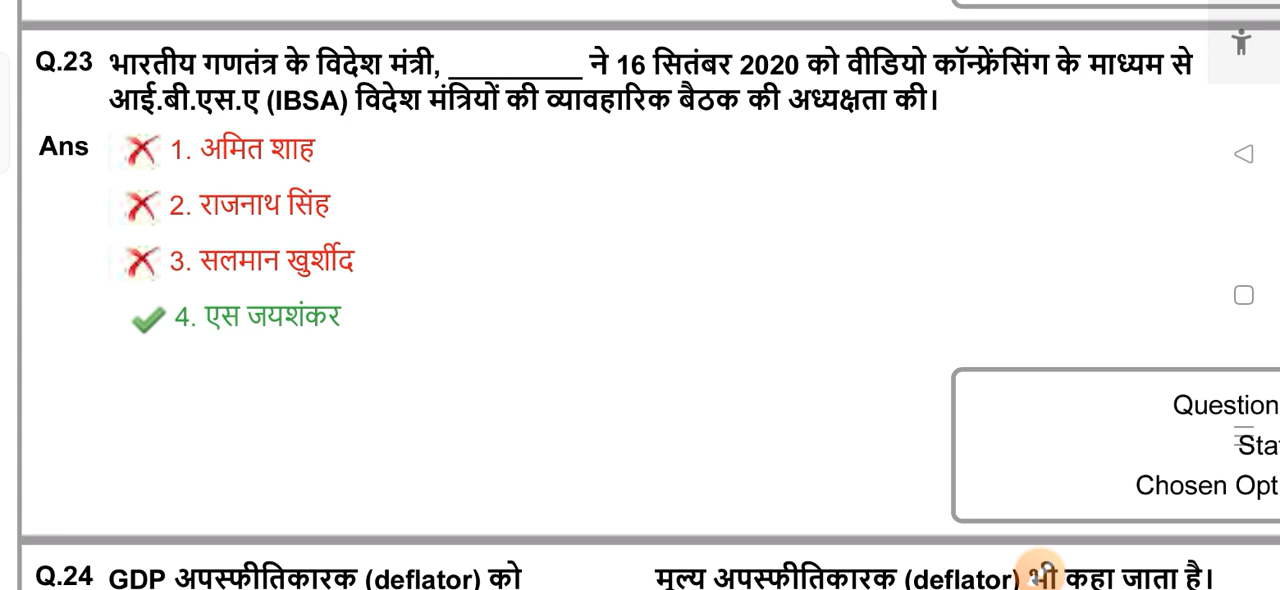 Q.23 भारतीय गणतंत्र के विदेश मंत्री, _________ ने 16 सितंबर 2020 को वीडियो कॉन्फ्रेंसिंग के माध्यम से
आई.बी.एस.ए (IBSA) विदेश मंत्रियों की व्यावहारिक बैठक की अध्यक्षता की।
Ans 1. अमित शाह
2. राजनाथ सिंह
3. सलमान खुर्शीद
4. एस जयशंकर
Question
Sta
Chosen Opt
Q.24 GDP अपस्फीतिकारक (deflator) को मूल्य अपस्फीतिकारक (deflator) भी कहा जाता है।